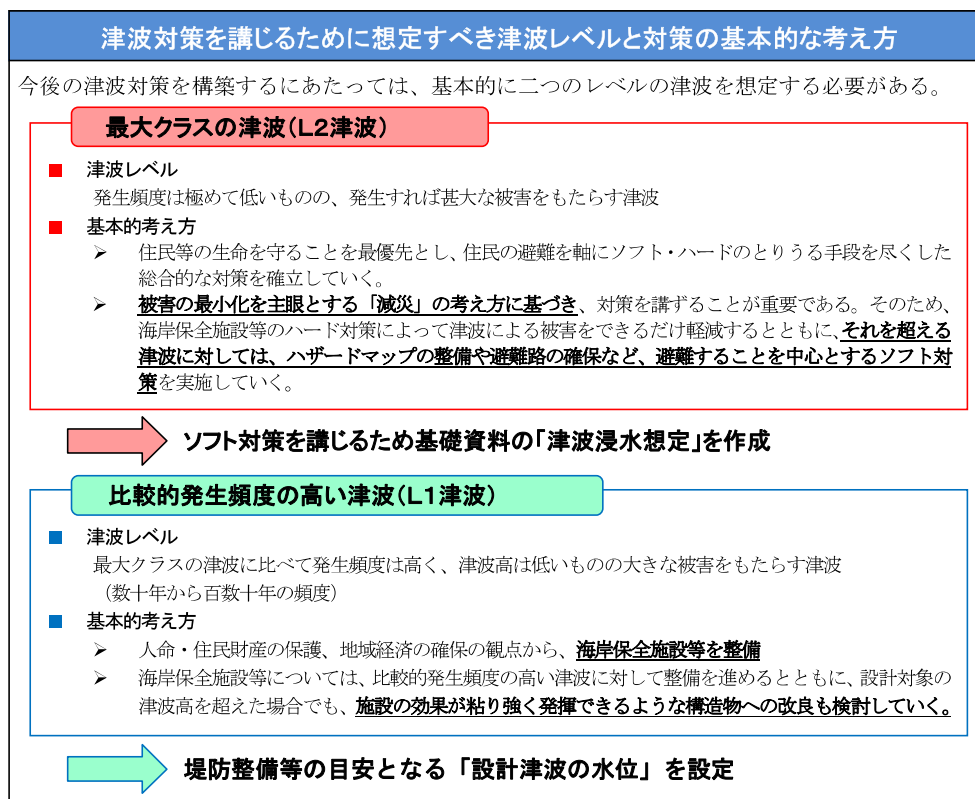 津波対策を講じるために想定すべき津波レベルと対策の基本的な考え方
今後の津波対策を構築するにあたっては、基本的に二つのレベルの津波を想定する必要がある。
最大クラスの津波(L2津波)
■ 津波レベル
発生頻度は極めて低いものの、発生すれば甚大な被害をもたらす津波
■ 基本的考え方
➢ 住民等の生命を守ることを最優先とし、住民の避難を軸にソフト・ハードのとりうる手段を尽くした
総合的な対策を確立していく。
➢ 被害の最小化を主眼とする「減災」の考え方に基づき、対策を講ずることが重要である。そのため、
海岸保全施設等のハード対策によって津波による被害をできるだけ軽減するとともに、それを超える
津波に対しては、ハザードマップの整備や避難路の確保など、避難することを中心とするソフト対
策を実施していく。
ソフト対策を講じるため基礎資料の「津波浸水想定」を作成
比較的発生頻度の高い津波(L1津波)
■ 津波レベル
最大クラスの津波に比べて発生頻度は高く、津波高は低いものの大きな被害をもたらす津波
(数十年から百数十年の頻度)
■ 基本的考え方
➢ 人命・住民財産の保護、地域経済の確保の観点から、海岸保全施設等を整備
➢ 海岸保全施設等については、比較的発生頻度の高い津波に対して整備を進めるとともに、設計対象の
津波高を超えた場合でも、施設の効果が粘り強く発揮できるような構造物への改良も検討していく。
堤防整備等の目安となる「設計津波の水位」を設定